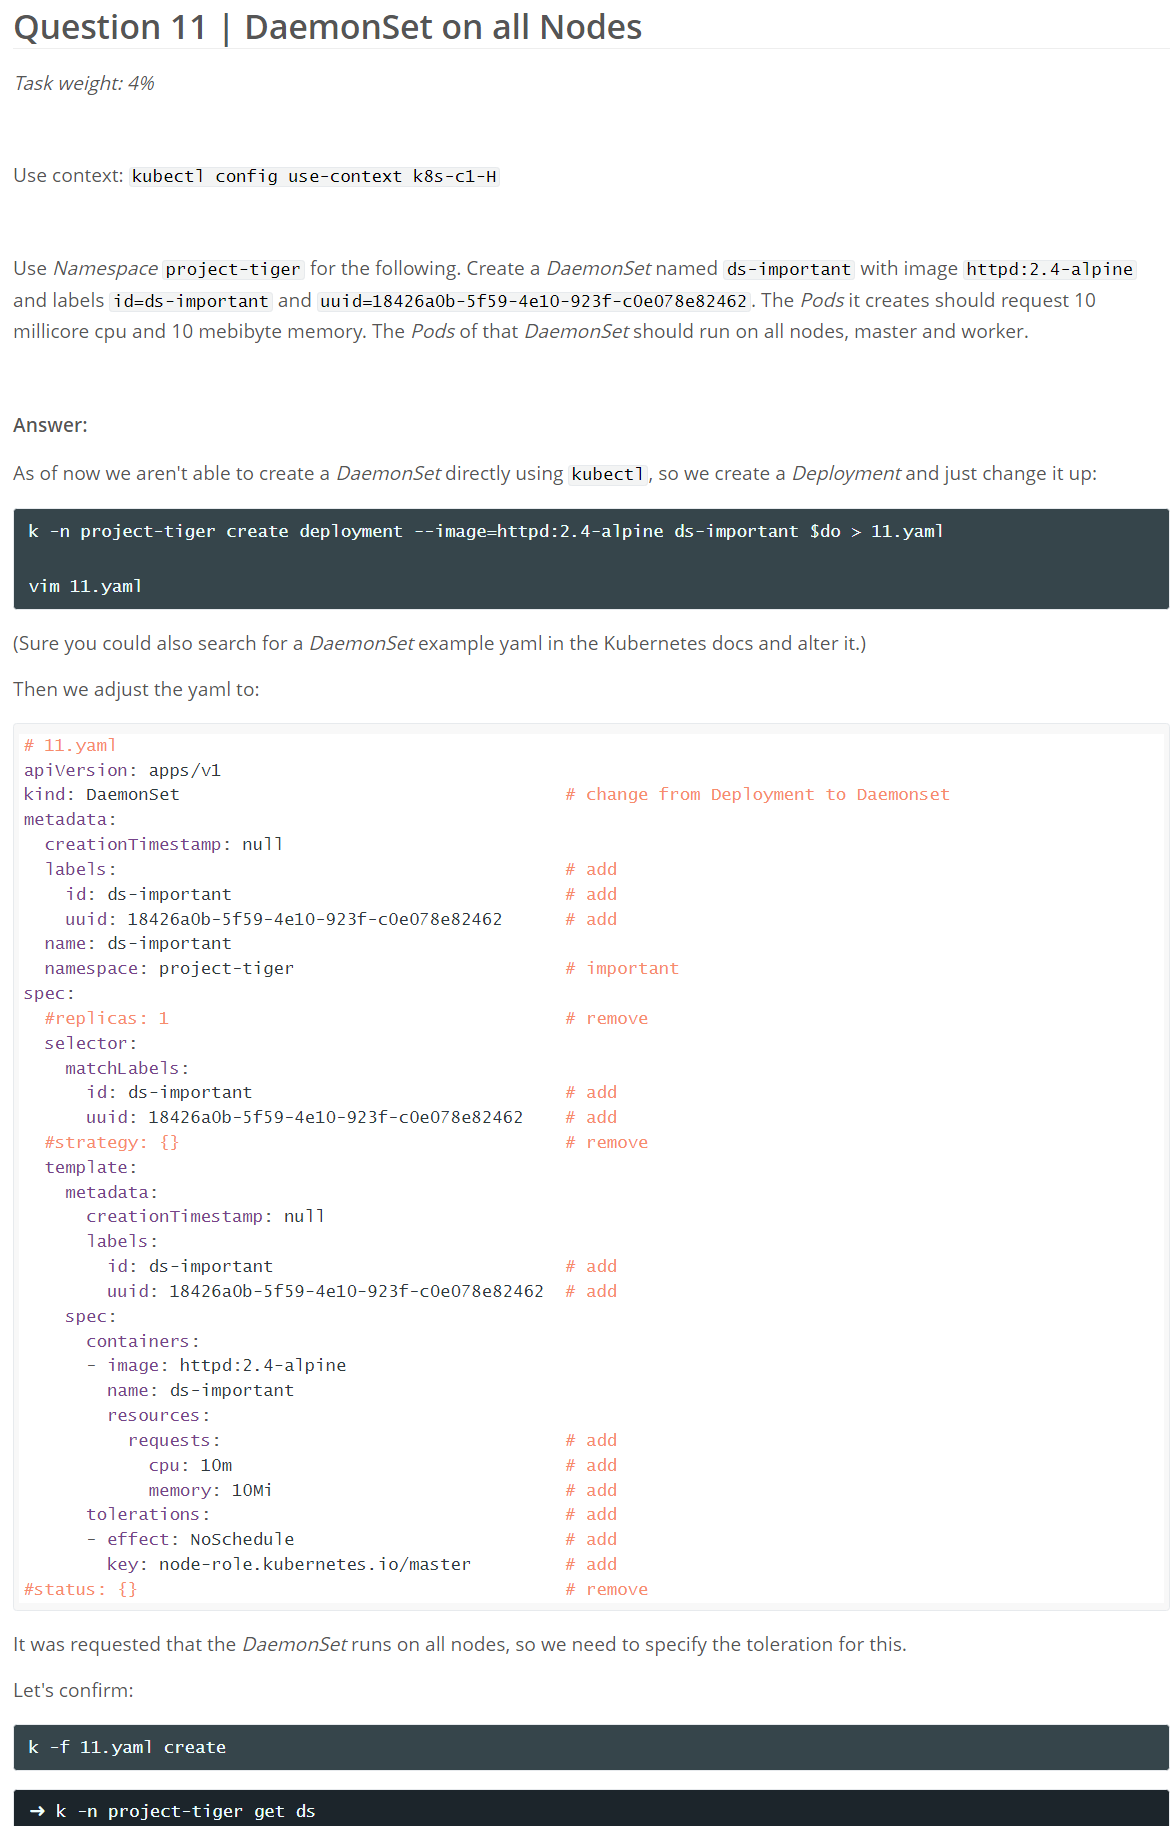 Question 11 | DaemonSet on all Nodes
Task weight: 4%
Use context: kubectl config use-context k8s-c1-H
Use Namespace project-tiger for the following. Create a DaemonSet named ds-important with image httpd:2.4-alpine
and labels id=ds-important and uuid=18426a0b-5f59-4e10-923f-c0e078e82462. The Pods it creates should request 10
millicore cpu and 10 mebibyte memory. The Pods of that DaemonSet should run on all nodes, master and worker.
Answer:
As of now we aren't able to create a DaemonSet directly using kubectl, so we create a Deployment and just change it up:
k -n project-tiger create deployment --image=httpd:2.4-alpine ds-important $do > 11.yaml
vim 11.yaml
(Sure you could also search for a DaemonSet example yaml in the Kubernetes docs and alter it.)
Then we adjust the yaml to:
# 11.yaml
apiVersion: apps/v1
kind: DaemonSet # change from Deployment to Daemonset
metadata:
creationTimestamp: null
labels: # add
id: ds-important # add
uuid: 18426a0b-5f59-4e10-923f-c0e078e82462 # add
name: ds-important
namespace: project-tiger # important
spec:
#replicas: 1 # remove
selector:
matchLabels:
id: ds-important # add
uuid: 18426a0b-5f59-4e10-923f-c0e078e82462 # add
#strategy: {} # remove
template:
metadata:
creationTimestamp: null
labels:
id: ds-important # add
uuid: 18426a0b-5f59-4e10-923f-c0e078e82462 # add
spec:
containers:
- image: httpd:2.4-alpine
name: ds-important
resources:
requests: # add
cpu: 10m # add
memory: 10Mi # add
tolerations: # add
- effect: NoSchedule # add
key: node-role.kubernetes.io/master # add
#status: {} # remove
It was requested that the DaemonSet runs on all nodes, so we need to specify the toleration for this.
Let's confirm:
k -f 11.yaml create
➜ k -n project-tiger get ds